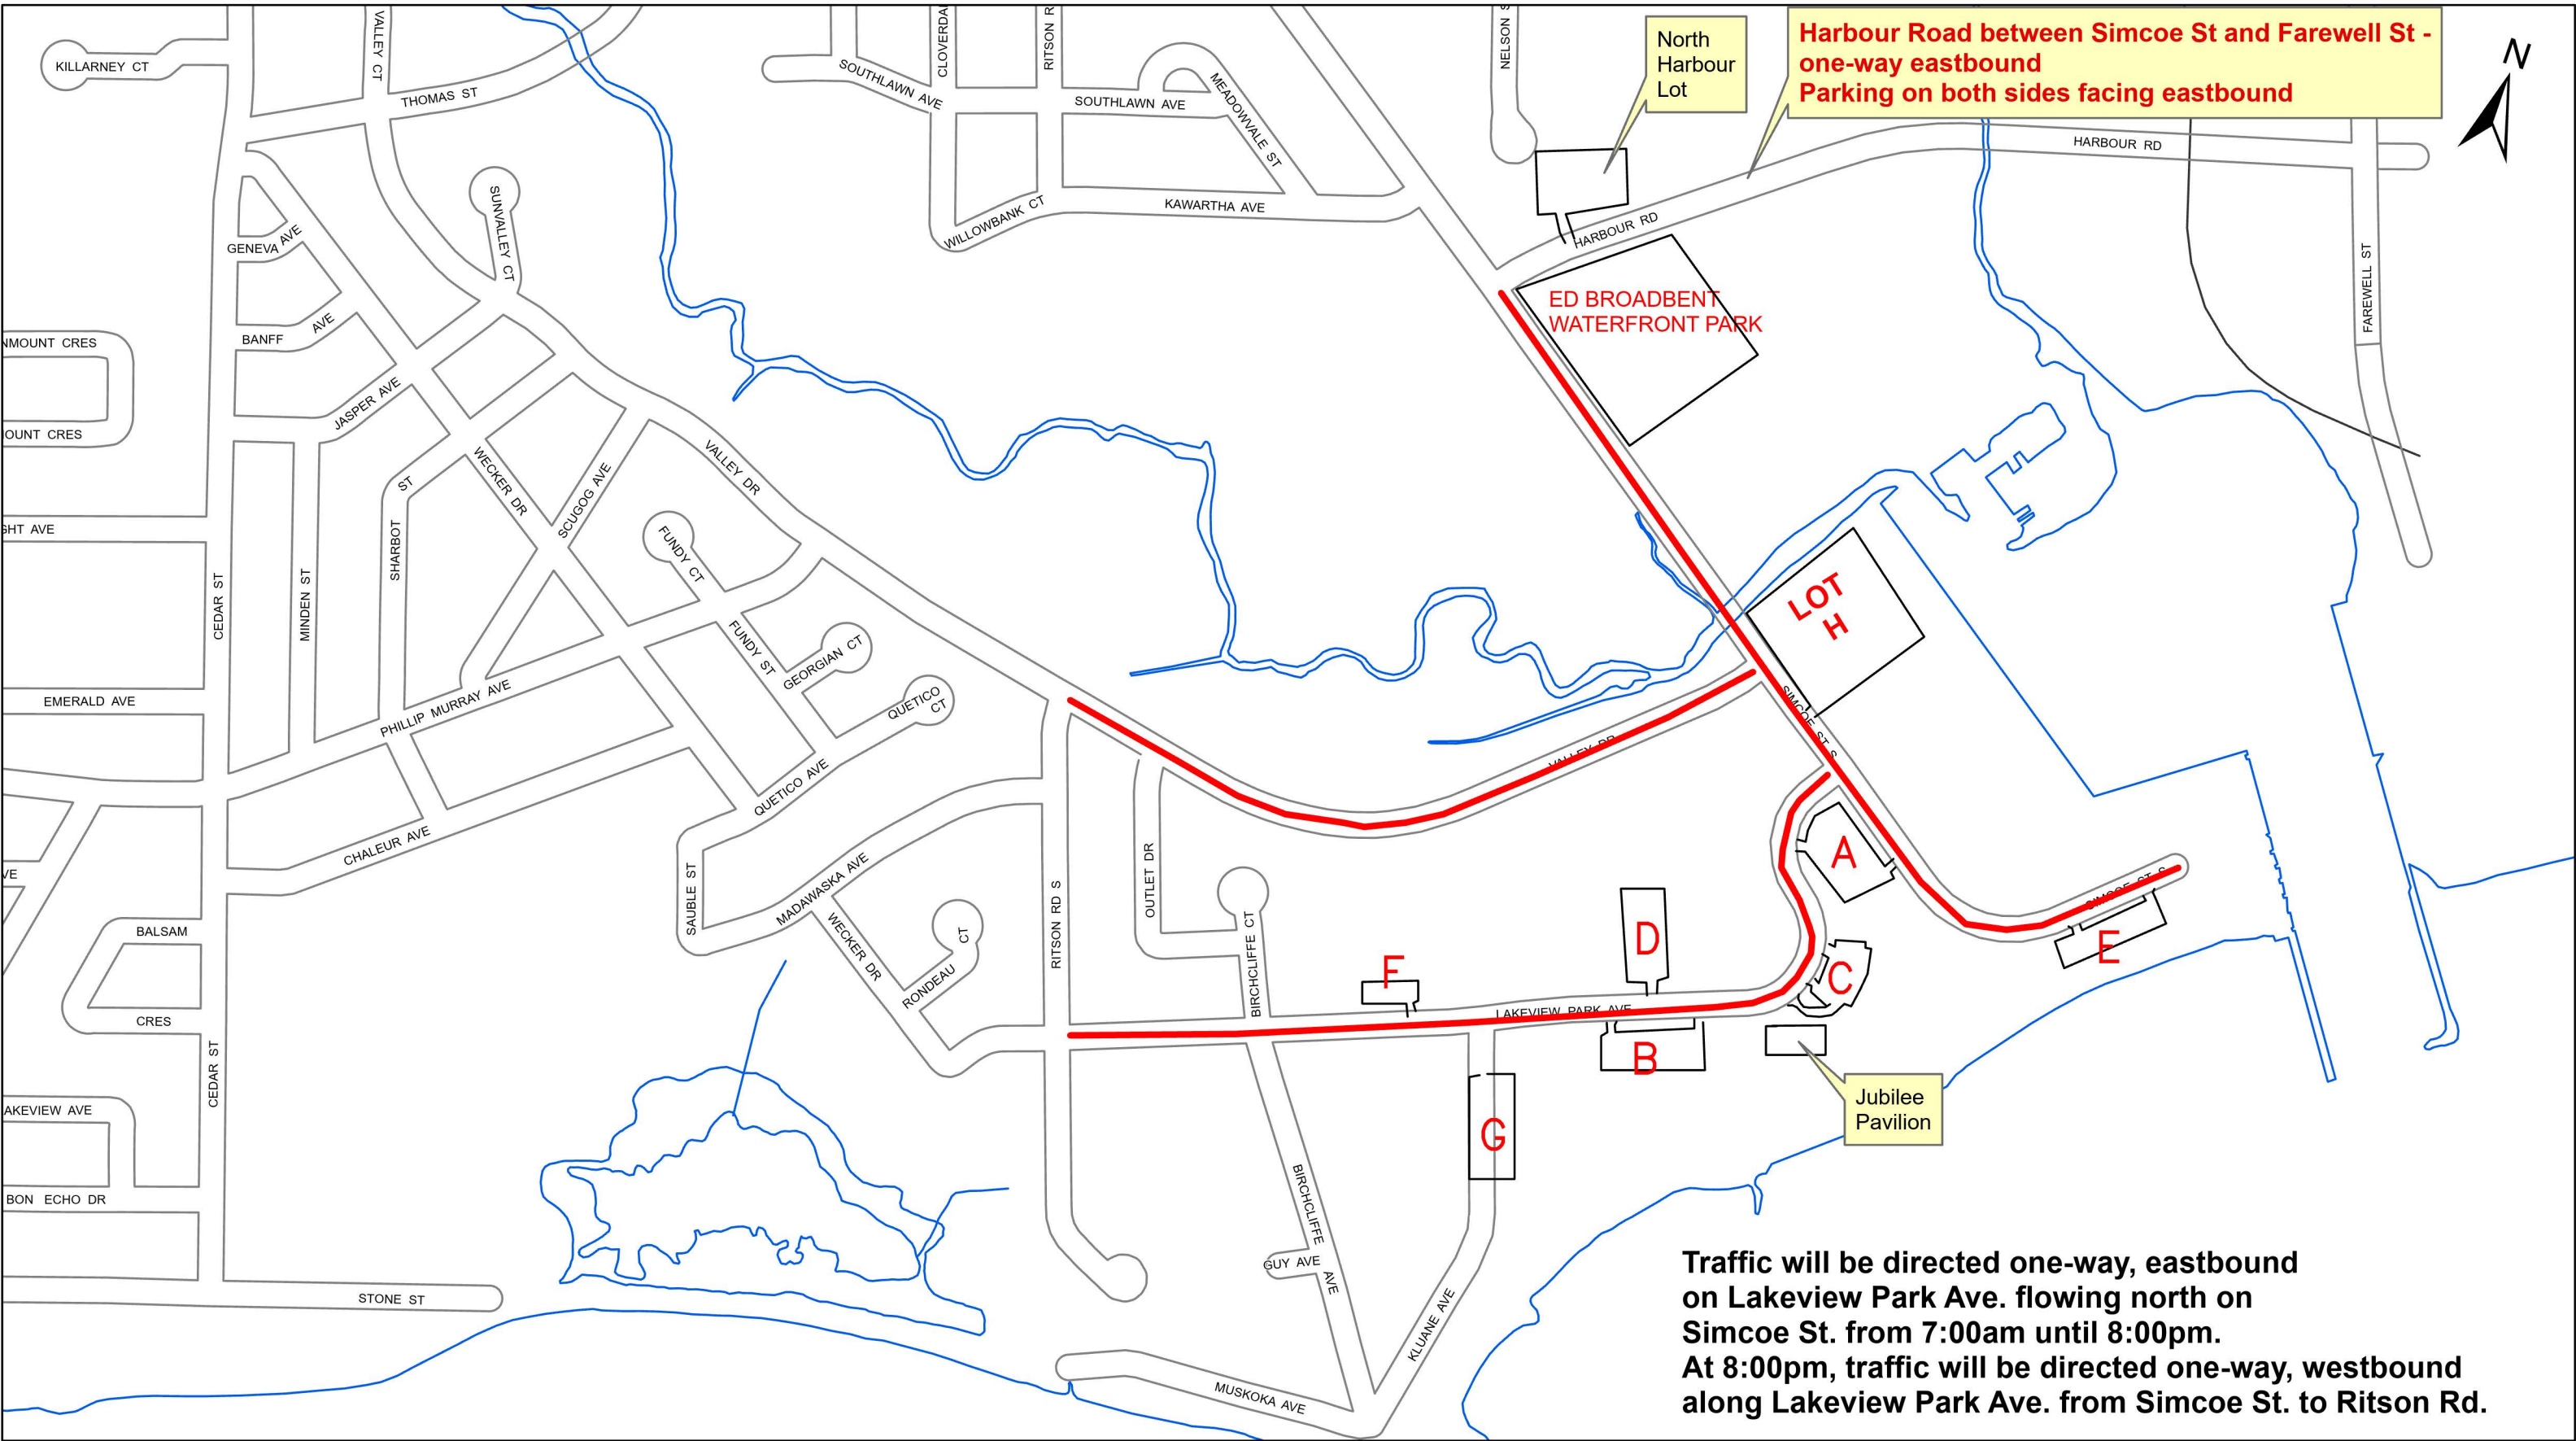 KILLARNEY CT
VALLEY CT
THOMAS ST
SOUTHLAWN AVE
RITSON R
SOUTHLAWN AVE
MEADOWVALE ST
NELSON
North
Harbour
Lot
Harbour Road between Simcoe St and Farewell St -
one-way eastbound
Parking on both sides facing eastbound
N
HARBOUR RD
HARBOUR RD
SUNVALLEY CT
GENEVA AVE
WILLOWBANK CT
KAWARTHA AVE
FAREWELL ST
ED BROADBENT
WATERFRONT PARK
BANFF AVE
NMOUNT CRES
OUNT CRES
JASPER AVE
WECKER DR
SCUGOG AVE
VALLEY DR
SHARBOT ST
GHT AVE
CEDAR ST
MINDEN ST
FUNDY CT
FUNDY ST
GEORGIAN CT
QUETICO
CT
LOT
H
EMERALD AVE
PHILLIP MURRAY AVE
SIMCOE ST S
VALLEY DR
QUETICO AVE
CHALEUR AVE
VE
SAUBLE ST
MADAWASKA AVE
WECKER DR
RONDEAU CT
RITSON RD S
OUTLET DR
BIRCHCLIFFE CT
A
SIMCOE ST S
E
D
C
F
LAKEVIEW PARK AVE
B
BALSAM
CRES
CEDAR ST
Jubilee
Pavilion
G
AKEVIEW AVE
BON ECHO DR
BIRCHCLIFFE AVE
GUY AVE
STONE ST
KLUANE AVE
MUSKOKA AVE
Traffic will be directed one-way, eastbound
on Lakeview Park Ave. flowing north on
Simcoe St. from 7:00am until 8:00pm.
At 8:00pm, traffic will be directed one-way, westbound
along Lakeview Park Ave. from Simcoe St. to Ritson Rd.